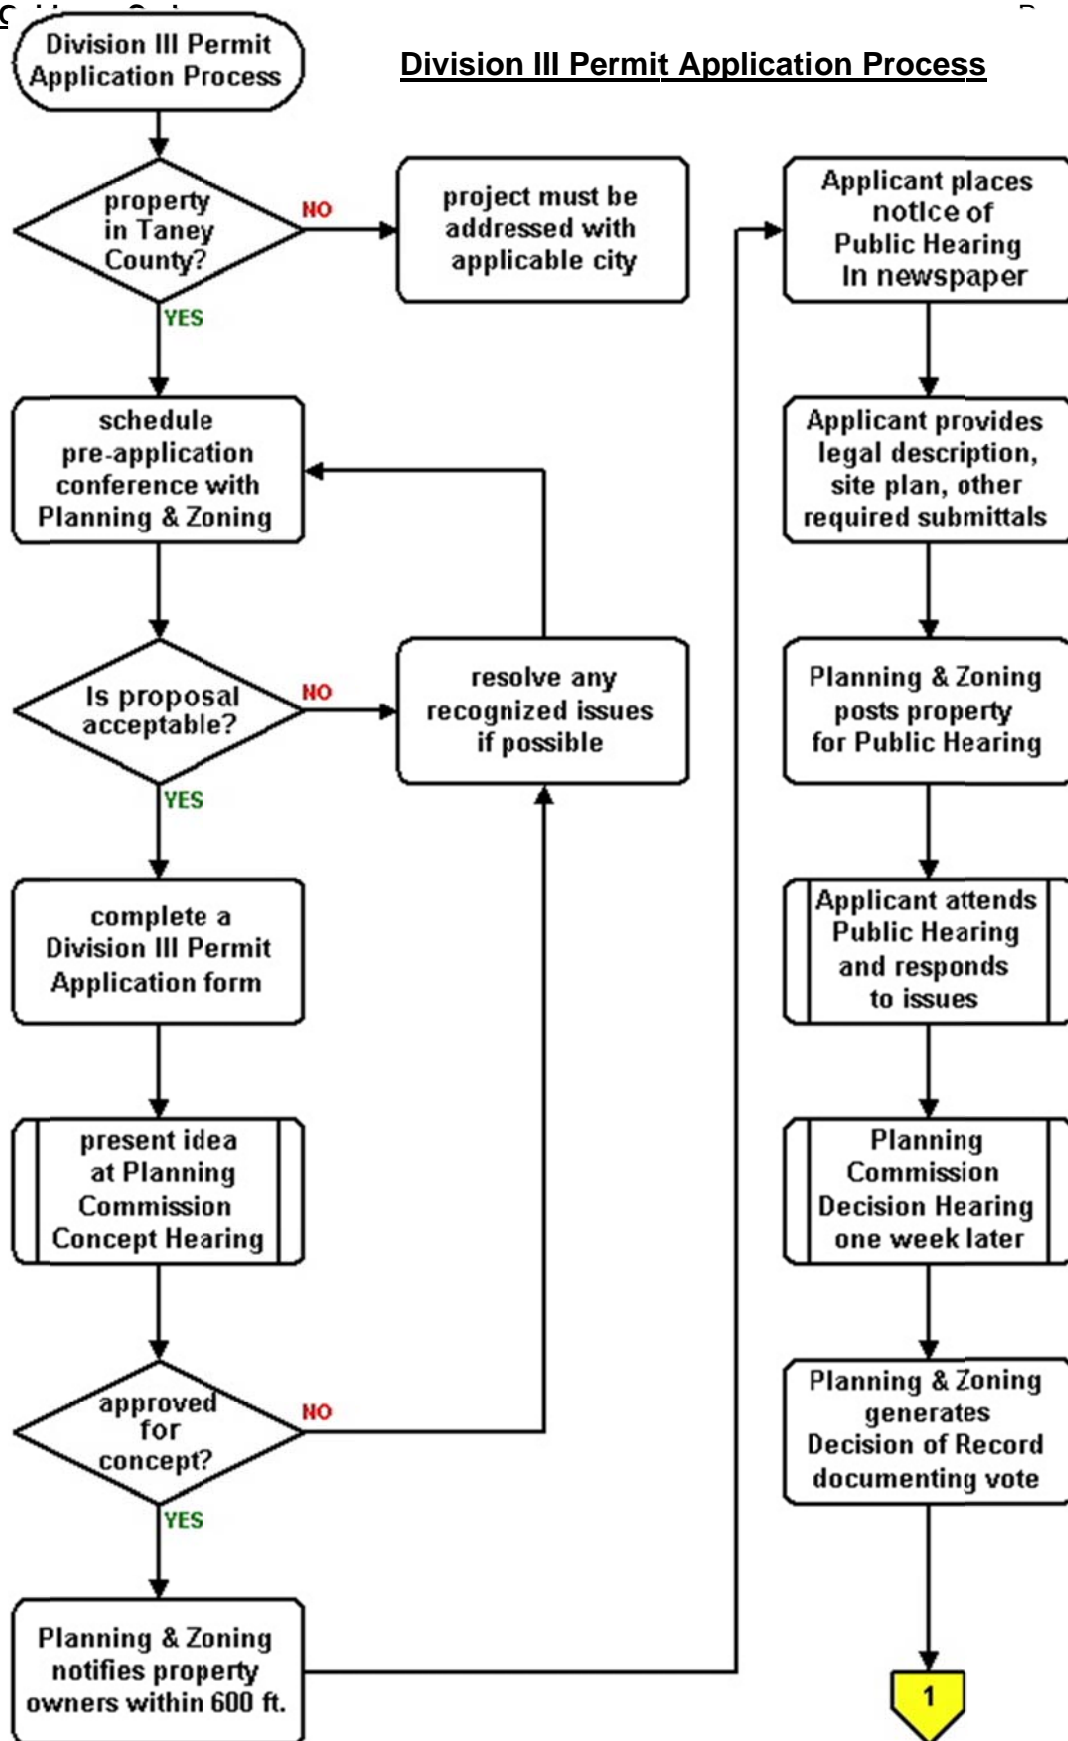 Division III Permit
Application Process
Division III Permit Application Process
property
in Taney
County?
NO
project must be
addressed with
applicable city
YES
schedule
pre-application
conference with
Planning & Zoning
Is proposal
acceptable?
NO
resolve any
recognized issues
if possible
YES
complete a
Division III Permit
Application form
present idea
at Planning
Commission
Concept Hearing
approved
for
concept?
NO
YES
Planning & Zoning
notifies property
owners within 600 ft.
Applicant places
notice of
Public Hearing
In newspaper
Applicant provides
legal description,
site plan, other
required submittals
Planning & Zoning
posts property
for Public Hearing
Applicant attends
Public Hearing
and responds
to issues
Planning
Commission
Decision Hearing
one week later
Planning & Zoning
generates
Decision of Record
documenting vote
1